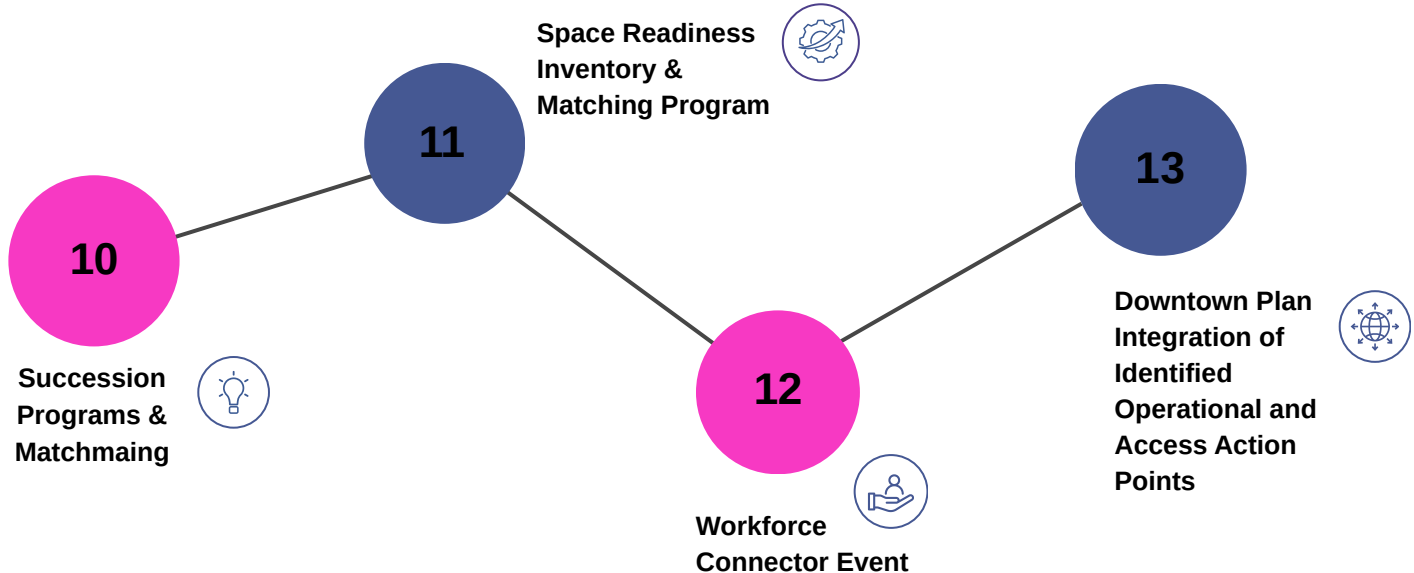 10
Succession
Programs &
Matchmaing
11
Space Readiness
Inventory &
Matching Program
12
Workforce
Connector Event
13
Downtown Plan
Integration of
Identified
Operational and
Access Action
Points